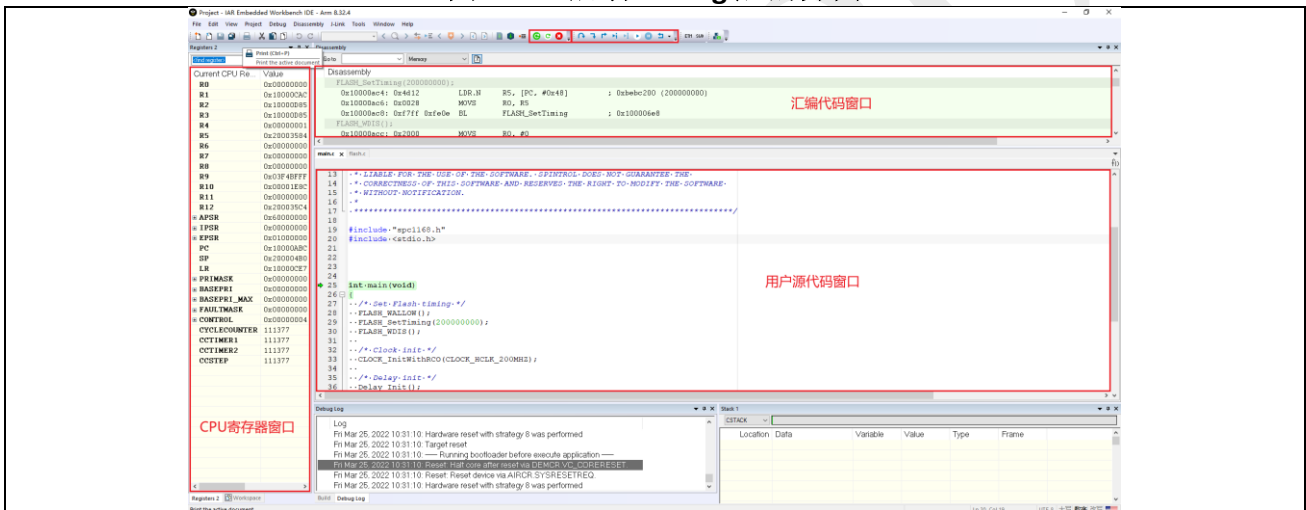 Project - IAR Embedded Workbench IDE - Arm 8.32.4
File Edit View Project Debug Disassembly J-Link Tools Window Help
Registers 2
Print (Ctrl+P)
Print the active document
Disassembly
Go to
Memory
Current CPU Re... Value
R0 0x00000000
R1 0x10000CAC
R2 0x10000D85
R3 0x10000D85
R4 0x00000001
R5 0x20003584
R6 0x00000000
R7 0x00000000
R8 0x00000000
R9 0x03F4BFFF
R10 0x00001E8C
R11 0x00000000
R12 0x200035C4
APSR 0x60000000
IPSR 0x00000000
EPSR 0x01000000
PC 0x10000ABC
SP 0x20000480
LR 0x10000CE7
PRIMASK 0x00000000
BASEPRI 0x00000000
BASEPRI_MAX 0x00000000
FAULTMASK 0x00000000
CONTROL 0x00000004
CYCLECOUNTER 111377
CCTIMER1 111377
CCTIMER2 111377
CCSTEP 111377
CPU寄存器窗口
Registers 2 Workspace
Disassembly
FLASH_SetTiming(200000000);
0x10000ac4: 0x4d12 LDR.N R5, [PC, #0x48] ; 0xbebc200 (200000000)
0x10000ac6: 0x0028 MOVS R0, R5
0x10000ac8: 0xf7ff 0xfe0e BL FLASH_SetTiming ; 0x100006e8
FLASH_WDIS();
0x10000acc: 0x2000 MOVS R0, #0
汇编代码窗口
main.c x flash.c
13 * LIABLE FOR THE USE OF THE SOFTWARE. SPINTROL DOES NOT GUARANTEE THE
14 * CORRECTNESS OF THIS SOFTWARE AND RESERVES THE RIGHT TO MODIFY THE SOFTWARE
15 * WITHOUT NOTIFICATION.
16 *
17 ******************************************************************************/
18
19 #include "spc1168.h"
20 #include <stdio.h>
21
22
23
24
25 int main(void)
26 {
27 /* Set Flash timing */
28 FLASH_WALLOW();
29 FLASH_SetTiming(200000000);
30 FLASH_WDIS();
31
32 /* Clock init */
33 CLOCK_InitWithRCO(CLOCK_HCLK_200MHZ);
34
35 /* Delay init */
36 Delay_Init();
用户源代码窗口
Debug Log
Log
Fri Mar 25, 2022 10:31:10: Hardware reset with strategy 8 was performed
Fri Mar 25, 2022 10:31:10: Target reset
Fri Mar 25, 2022 10:31:10: ---- Running bootloader before execute application ----
Fri Mar 25, 2022 10:31:10: Reset: Halt core after reset via DEMCR.VC_CORERESET.
Fri Mar 25, 2022 10:31:10: Reset: Reset device via AIRCR.SYSRESETREQ.
Fri Mar 25, 2022 10:31:10: Hardware reset with strategy 8 was performed
Build Debug Log
Stack 1
CSTACK
Location Data Variable Value Type Frame